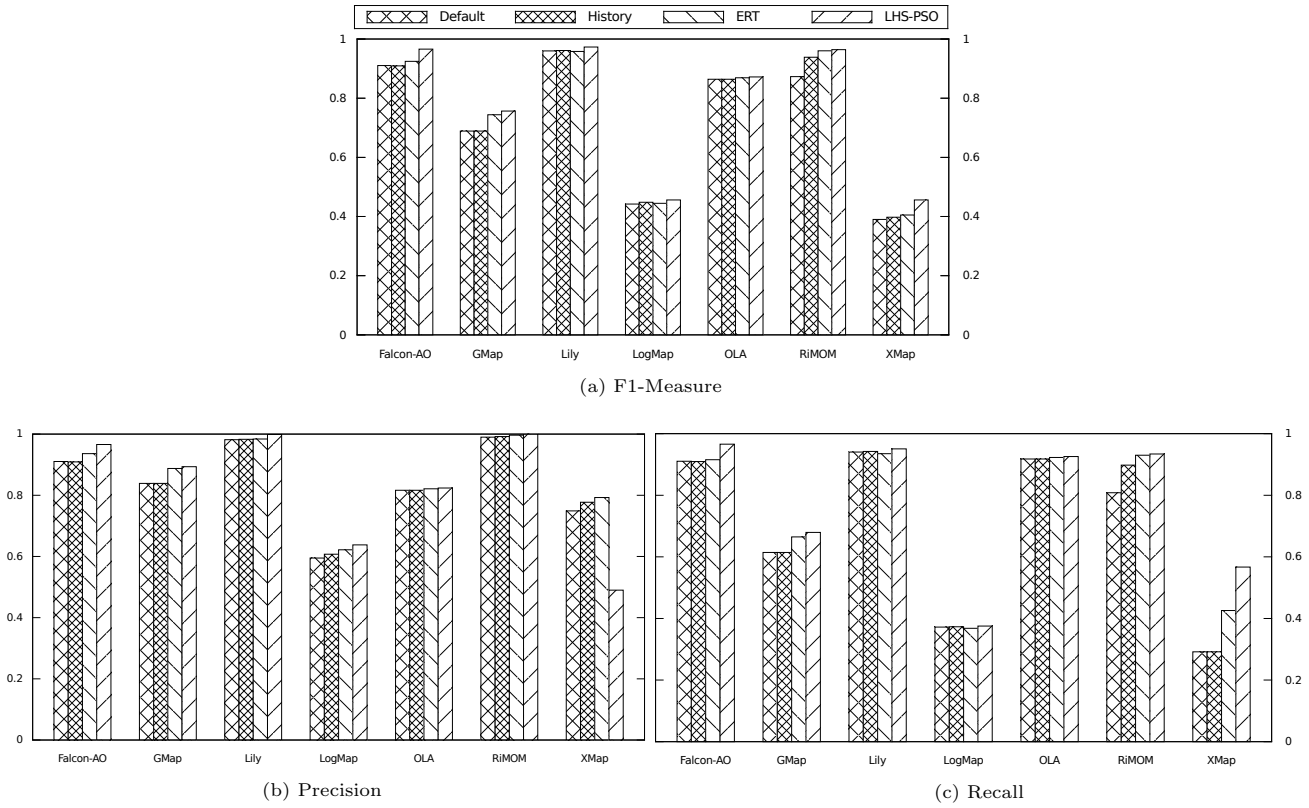 Default History ERT LHS-PSO
1 1
0.8 0.8
0.6 0.6
0.4 0.4
0.2 0.2
0 0
Falcon-AO GMap Lily LogMap OLA RiMOM XMap
(a) F1-Measure
1
0.8
0.6
0.4
0.2
0
Falcon-AO GMap Lily LogMap OLA RiMOM XMap
(b) Precision
1
0.8
0.6
0.4
0.2
0
Falcon-AO GMap Lily LogMap OLA RiMOM XMap
(c) Recall